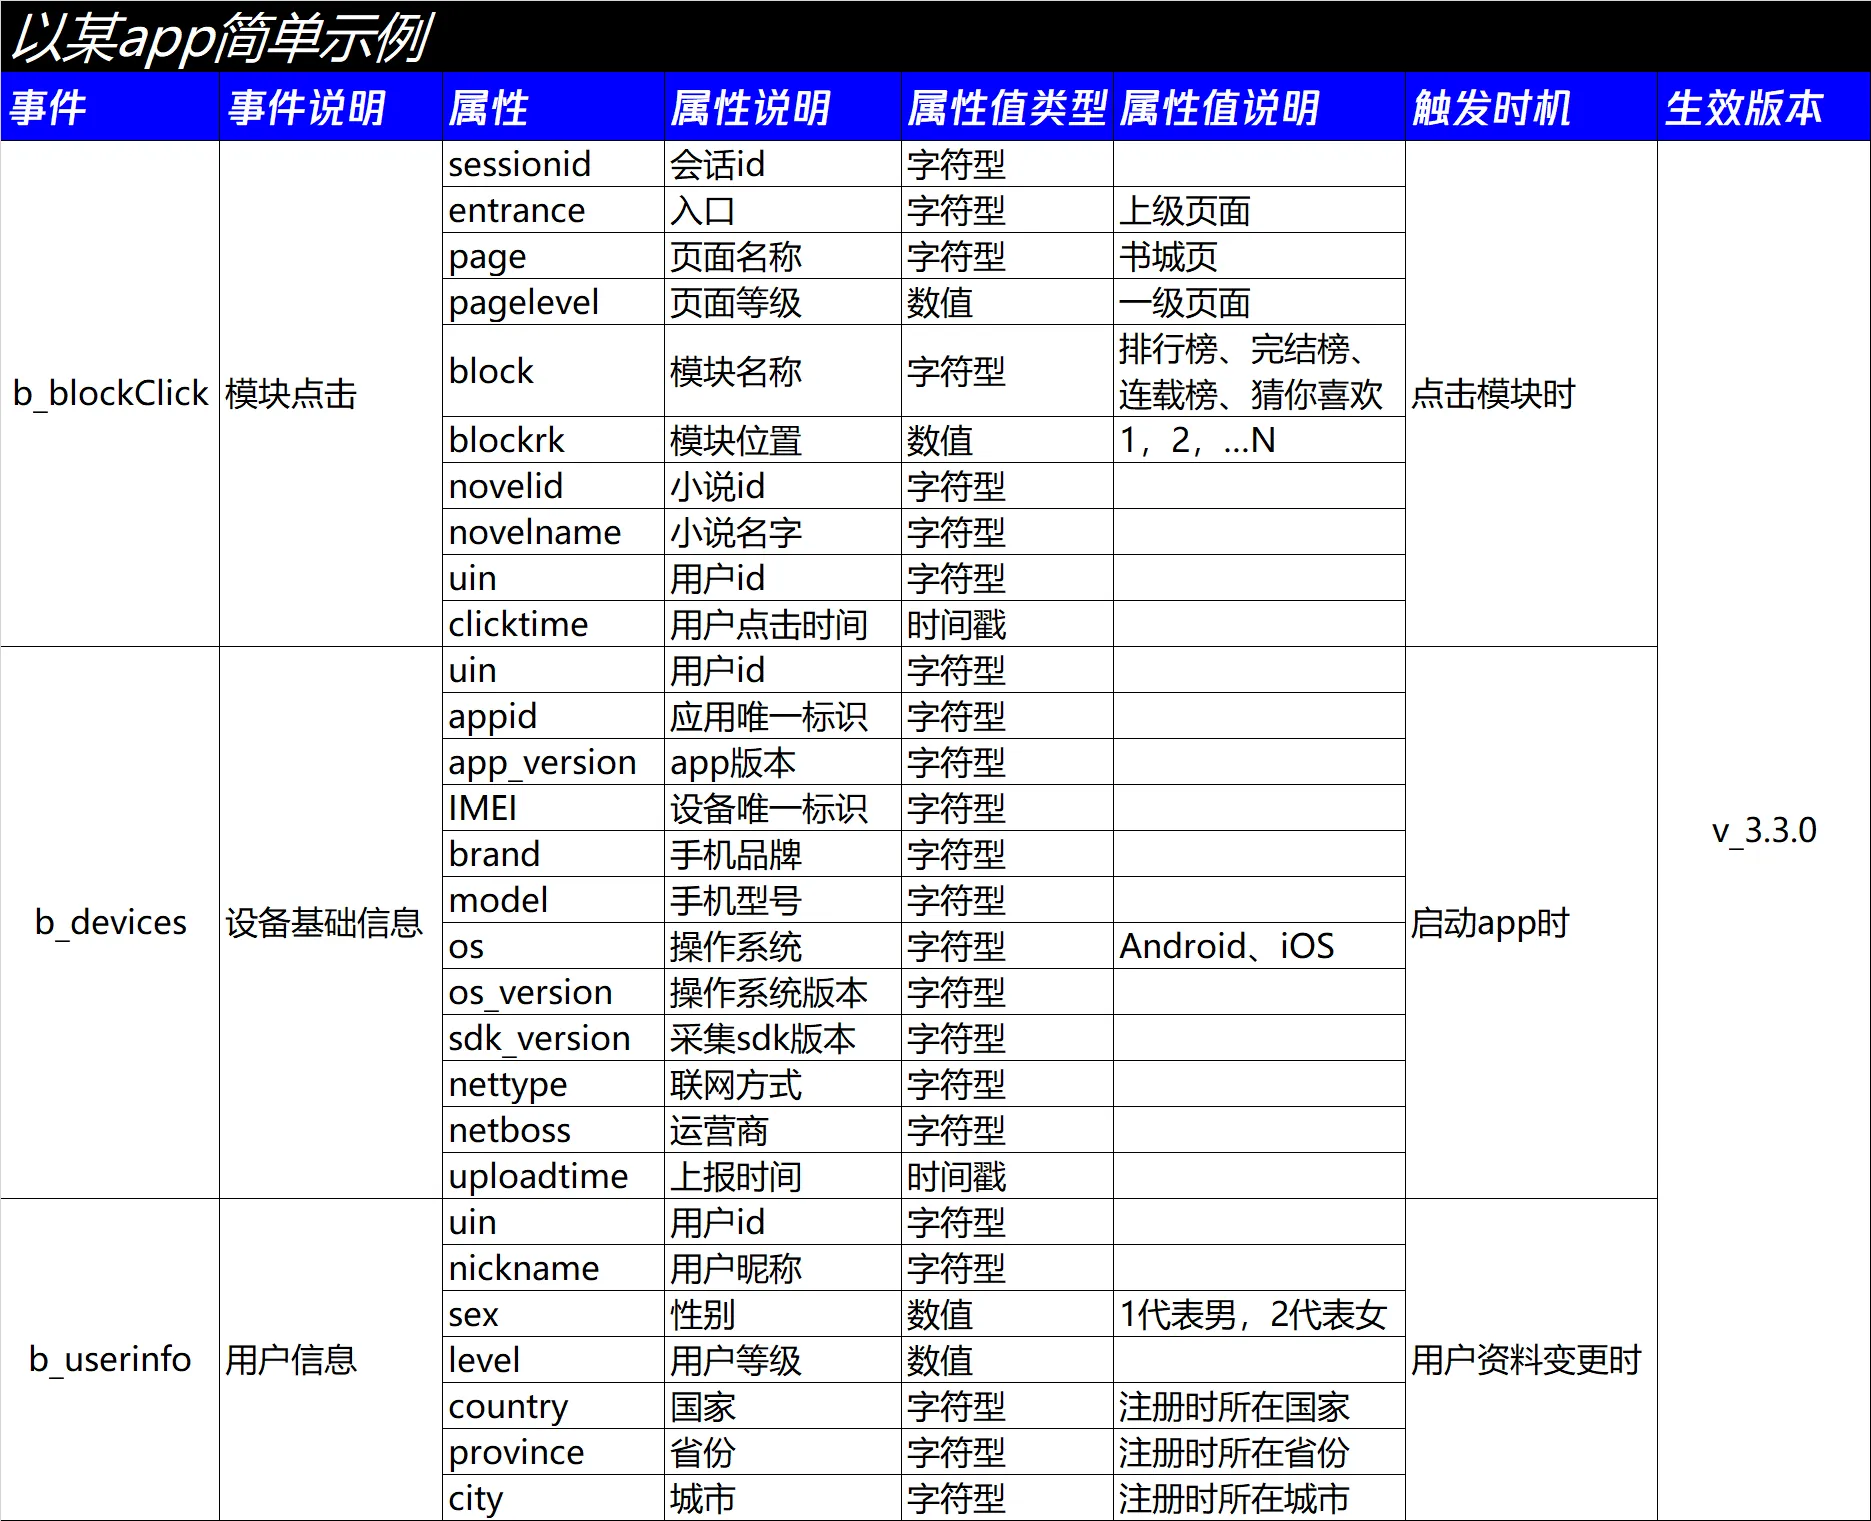 以某app简单示例
事件 事件说明 属性 属性说明 属性值类型 属性值说明 触发时机 生效版本
b_blockClick 模块点击 sessionid 会话id 字符型 点击模块时 v_3.3.0
entrance 入口 字符型 上级页面
page 页面名称 字符型 书城页
pagelevel 页面等级 数值 一级页面
block 模块名称 字符型 排行榜、完结榜、
连载榜、猜你喜欢
blockrk 模块位置 数值 1，2，…N
novelid 小说id 字符型
novelname 小说名字 字符型
uin 用户id 字符型
clicktime 用户点击时间 时间戳
b_devices 设备基础信息 uin 用户id 字符型 启动app时
appid 应用唯一标识 字符型
app_version app版本 字符型
IMEI 设备唯一标识 字符型
brand 手机品牌 字符型
model 手机型号 字符型
os 操作系统 字符型 Android、iOS
os_version 操作系统版本 字符型
sdk_version 采集sdk版本 字符型
nettype 联网方式 字符型
netboss 运营商 字符型
uploadtime 上报时间 时间戳
b_userinfo 用户信息 uin 用户id 字符型 用户资料变更时
nickname 用户昵称 字符型
sex 性别 数值 1代表男，2代表女
level 用户等级 数值
country 国家 字符型 注册时所在国家
province 省份 字符型 注册时所在省份
city 城市 字符型 注册时所在城市